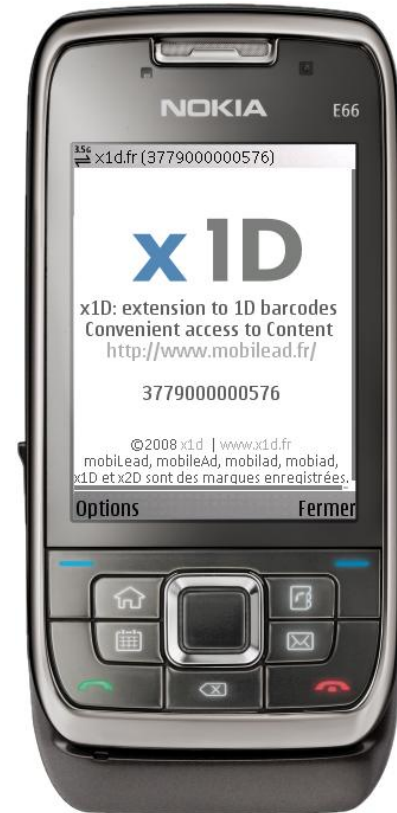 NOKIA E66
3.5G x1d.fr (3779000000576)
x1D
x1D: extension to 1D barcodes
Convenient access to Content
http://www.mobilead.fr/
3779000000576
©2008 x1d | www.x1d.fr
mobiLead, mobileAd, mobilad, mobiad,
x1D et x2D sont des marques enregistrées.
Options Fermer